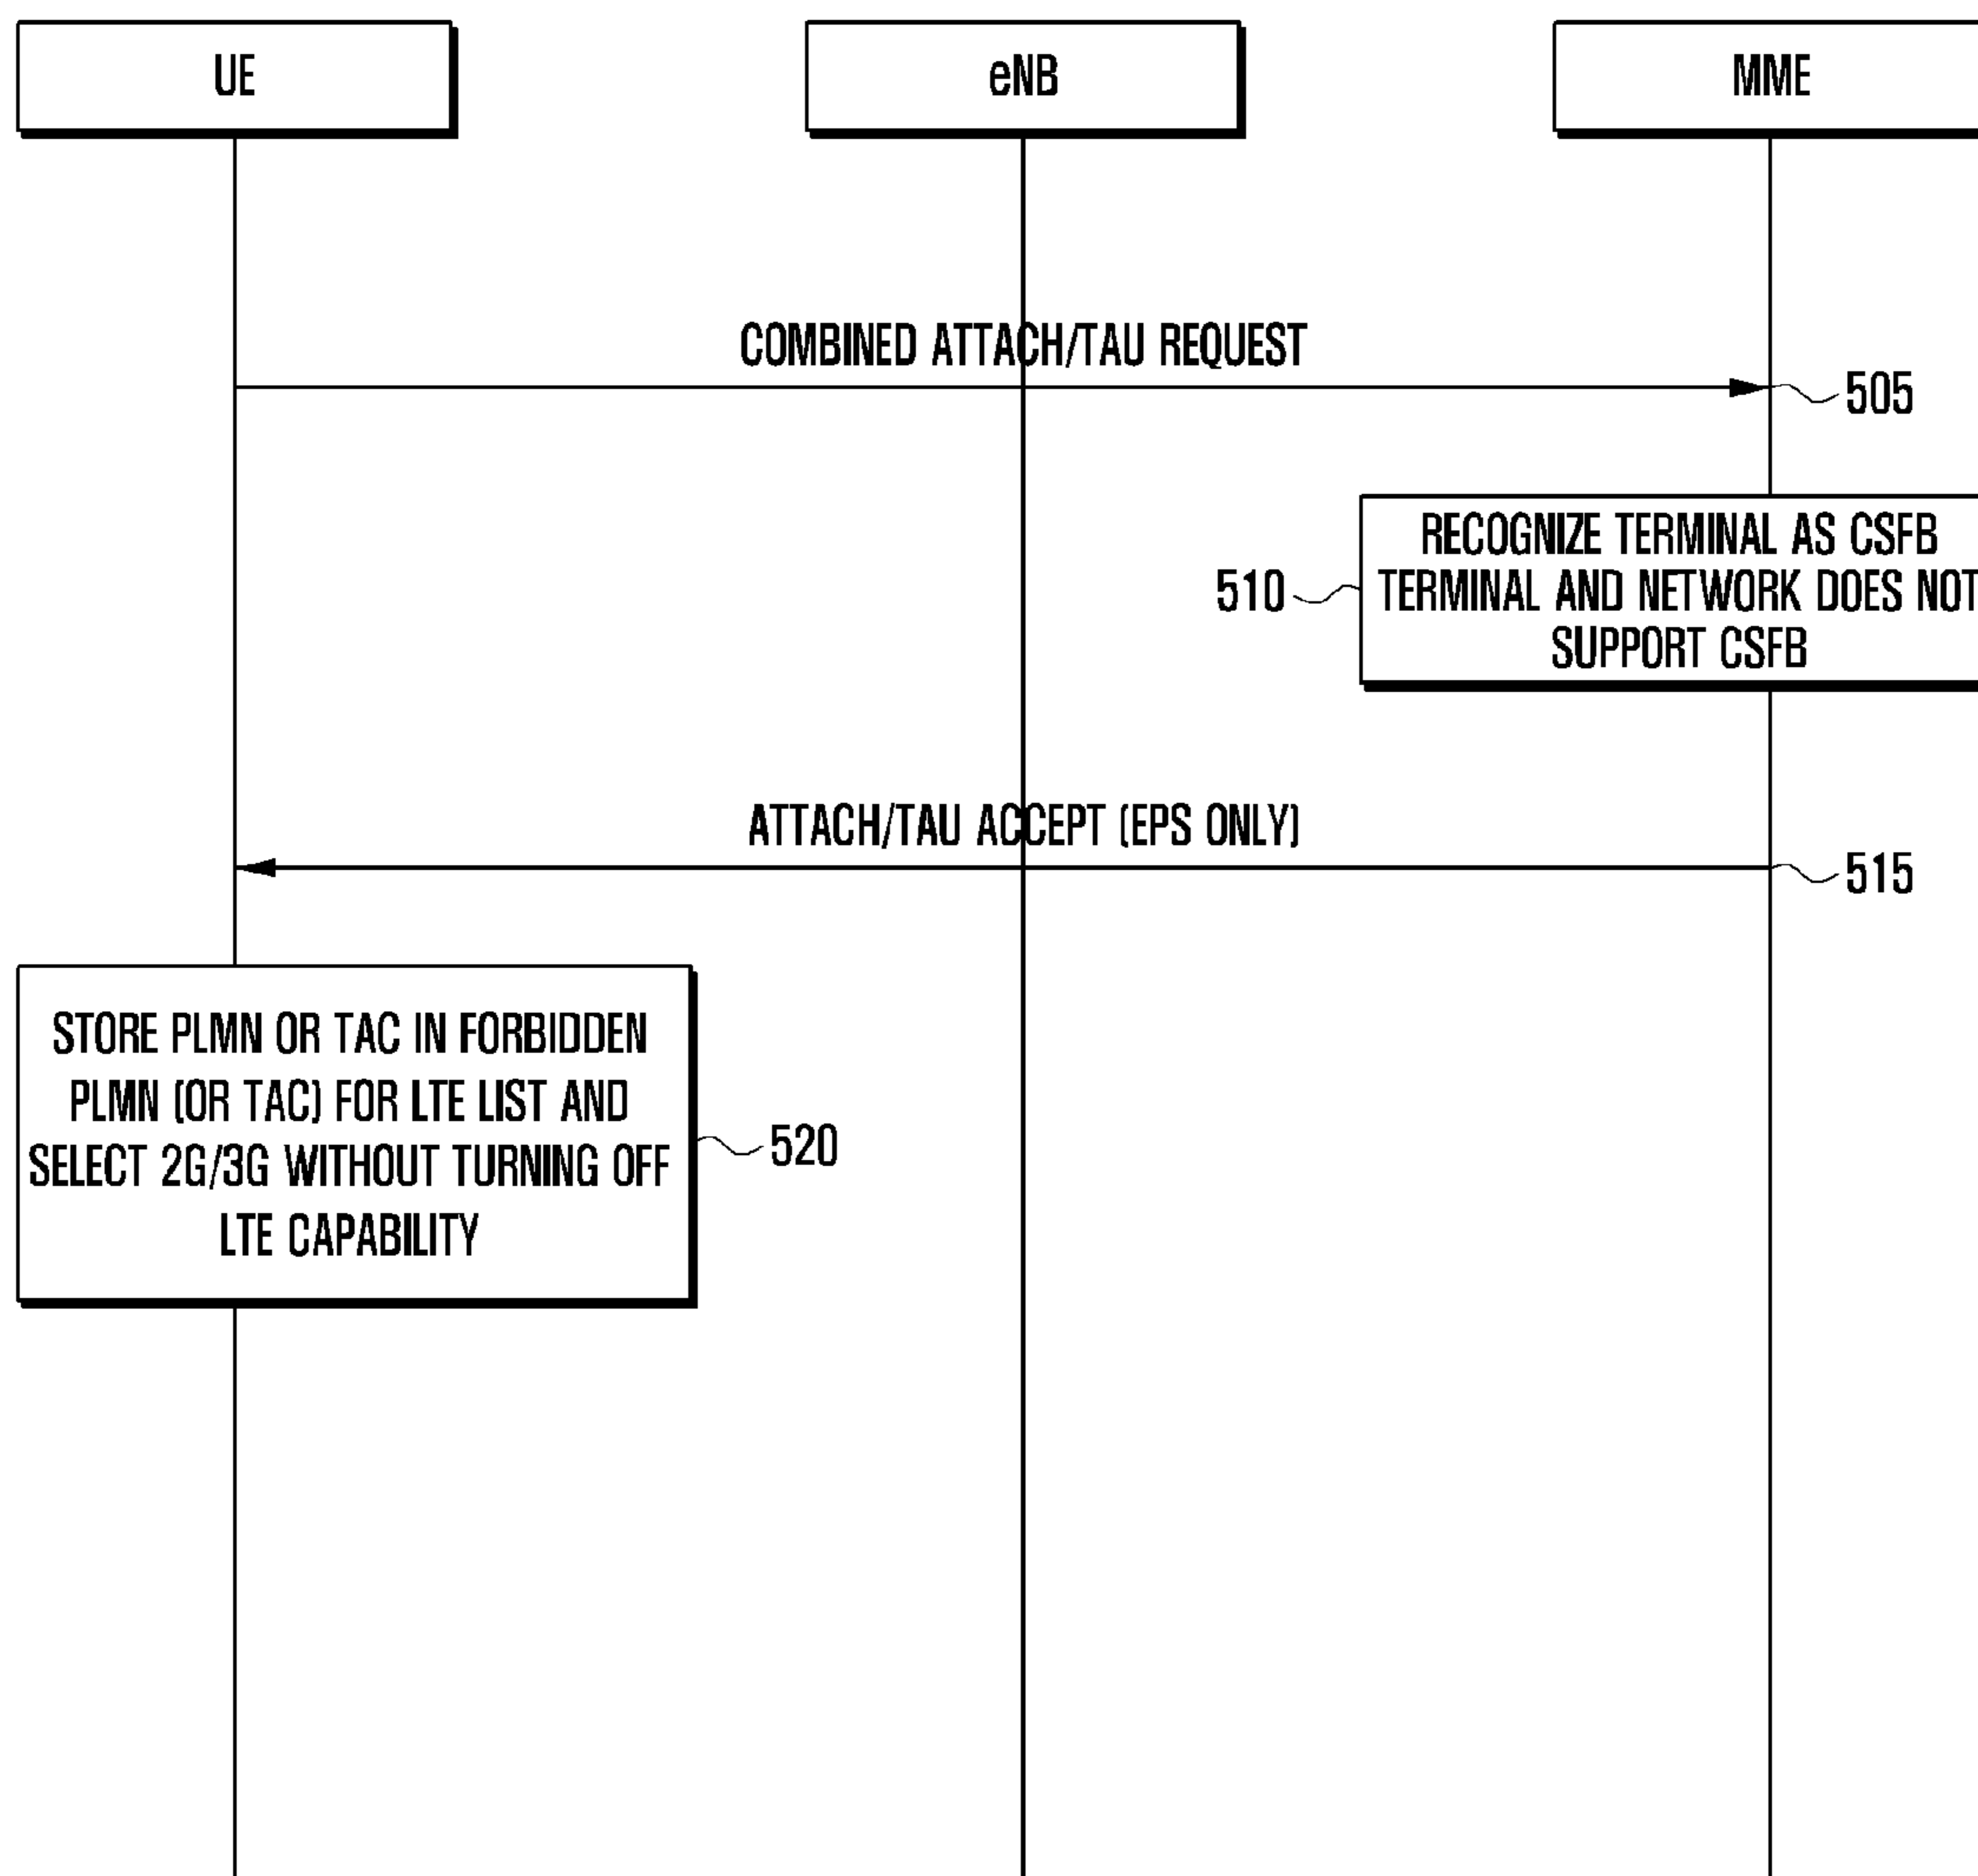 UE
eNB
MME
COMBINED ATTACH/TAU REQUEST
505
RECOGNIZE TERMINAL AS CSFB
510
TERMINAL AND NETWORK DOES NOT
SUPPORT CSFB
ATTACH/TAU ACCEPT (EPS ONLY)
515
STORE PLMN OR TAC IN FORBIDDEN
PLMN (OR TAC) FOR LTE LIST AND
SELECT 2G/3G WITHOUT TURNING OFF
LTE CAPABILITY
520